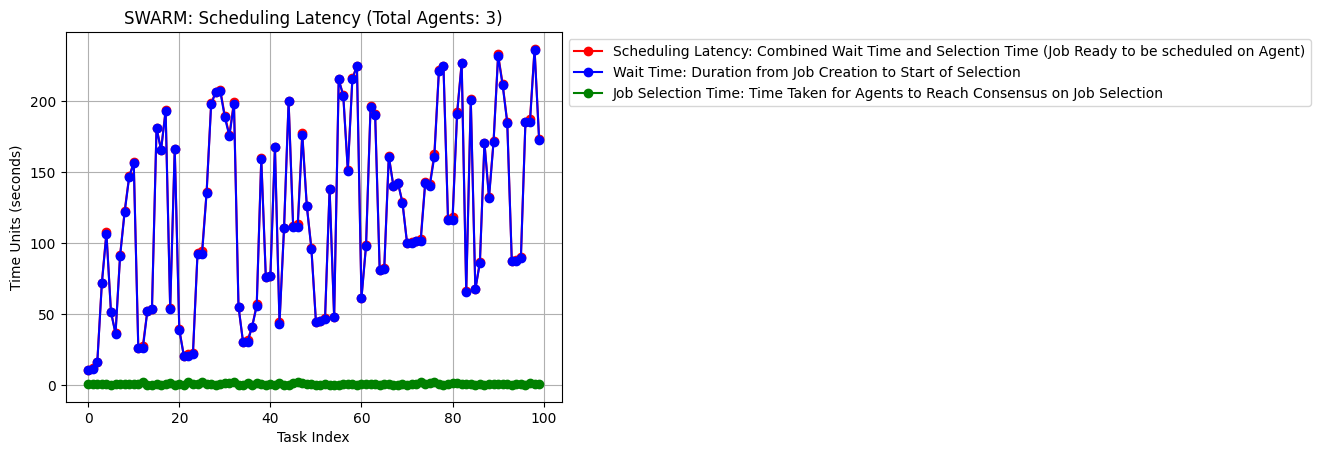 SWARM: Scheduling Latency (Total Agents: 3)
Scheduling Latency: Combined Wait Time and Selection Time (Job Ready to be scheduled on Agent)
Wait Time: Duration from Job Creation to Start of Selection
Job Selection Time: Time Taken for Agents to Reach Consensus on Job Selection
Time Units (seconds)
200
150
100
50
0
0 20 40 60 80 100
Task Index